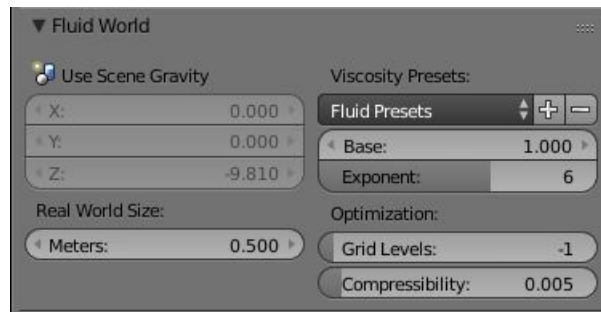 Fluid World
Use Scene Gravity
X: 0.000
Y: 0.000
Z: -9.810
Real World Size:
Meters: 0.500
Viscosity Presets:
Fluid Presets
Base: 1.000
Exponent: 6
Optimization:
Grid Levels: -1
Compressibility: 0.005